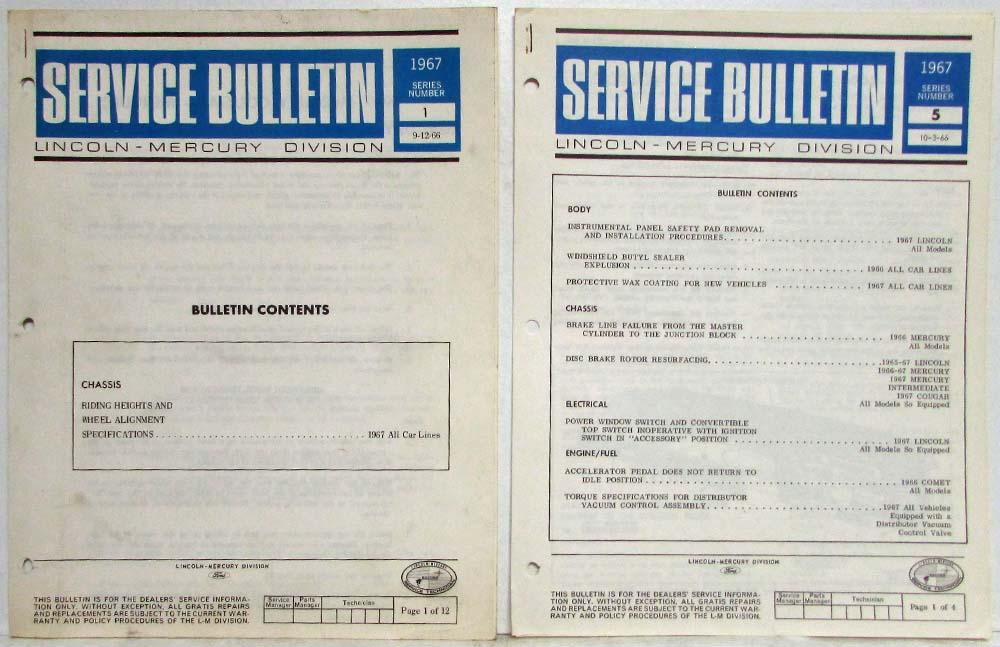 SERVICE BULLETIN
1967
SERIES
NUMBER
1
9-12-66
LINCOLN - MERCURY DIVISION
BULLETIN CONTENTS
CHASSIS
RIDING HEIGHTS AND
WHEEL ALIGNMENT
SPECIFICATIONS . . . . . . . . . . . . . . . . . . . . . . . . . . . . . . . . . . 1967 All Car Lines
LINCOLN-MERCURY DIVISION
Ford
THIS BULLETIN IS FOR THE DEALERS' SERVICE INFORMA-
TION ONLY. WITHOUT EXCEPTION, ALL GRATIS REPAIRS
AND REPLACEMENTS ARE SUBJECT TO THE CURRENT WAR-
RANTY AND POLICY PROCEDURES OF THE L-M DIVISION.
Service Manager
Parts Manager
Technician
Page 1 of 12
SERVICE BULLETIN
1967
SERIES
NUMBER
5
10-3-66
LINCOLN - MERCURY DIVISION
BULLETIN CONTENTS
BODY
INSTRUMENTAL PANEL SAFETY PAD REMOVAL
AND INSTALLATION PROCEDURES. . . . . . . . . . . . . . . . . . . . . . . . . . 1967 LINCOLN
All Models
WINDSHIELD BUTYL SEALER
EXPLUSION . . . . . . . . . . . . . . . . . . . . . . . . . . . . . . . . . . . . 1966 ALL CAR LINES
PROTECTIVE WAX COATING FOR NEW VEHICLES . . . . . . . . . . . . . 1967 ALL CAR LINES
CHASSIS
BRAKE LINE FAILURE FROM THE MASTER
CYLINDER TO THE JUNCTION BLOCK . . . . . . . . . . . . . . . . . . . . . . 1966 MERCURY
All Models
DISC BRAKE ROTOR RESURFACING. . . . . . . . . . . . . . . . . . . . . . . . . . .1965-67 LINCOLN
1966-67 MERCURY
1967 MERCURY
INTERMEDIATE
1967 COUGAR
All Models So Equipped
ELECTRICAL
POWER WINDOW SWITCH AND CONVERTIBLE
TOP SWITCH INOPERATIVE WITH IGNITION
SWITCH IN "ACCESSORY" POSITION . . . . . . . . . . . . . . . . . . . . . . . 1967 LINCOLN
All Models So Equipped
ENGINE/FUEL
ACCELERATOR PEDAL DOES NOT RETURN TO
IDLE POSITION . . . . . . . . . . . . . . . . . . . . . . . . . . . . . . . . . . . . 1966 COMET
All Models
TORQUE SPECIFICATIONS FOR DISTRIBUTOR
VACUUM CONTROL ASSEMBLY. . . . . . . . . . . . . . . . . . . . . . . . . . .1967 All Vehicles
Equipped with a
Distributor Vacuum
Control Valve
LINCOLN-MERCURY DIVISION
Ford
THIS BULLETIN IS FOR THE DEALERS' SERVICE INFORMA-
TION ONLY. WITHOUT EXCEPTION, ALL GRATIS REPAIRS
AND REPLACEMENTS ARE SUBJECT TO THE CURRENT WAR-
RANTY AND POLICY PROCEDURES OF THE L-M DIVISION.
Service Manager
Parts Manager
Technician
Page 1 of 4